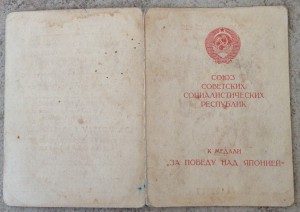 СОЮЗ
СОВЕТСКИХ
СОЦИАЛИСТИЧЕСКИХ
РЕСПУБЛИК
К МЕДАЛИ
„ЗА ПОБЕДУ НАД ЯПОНИЕЙ“